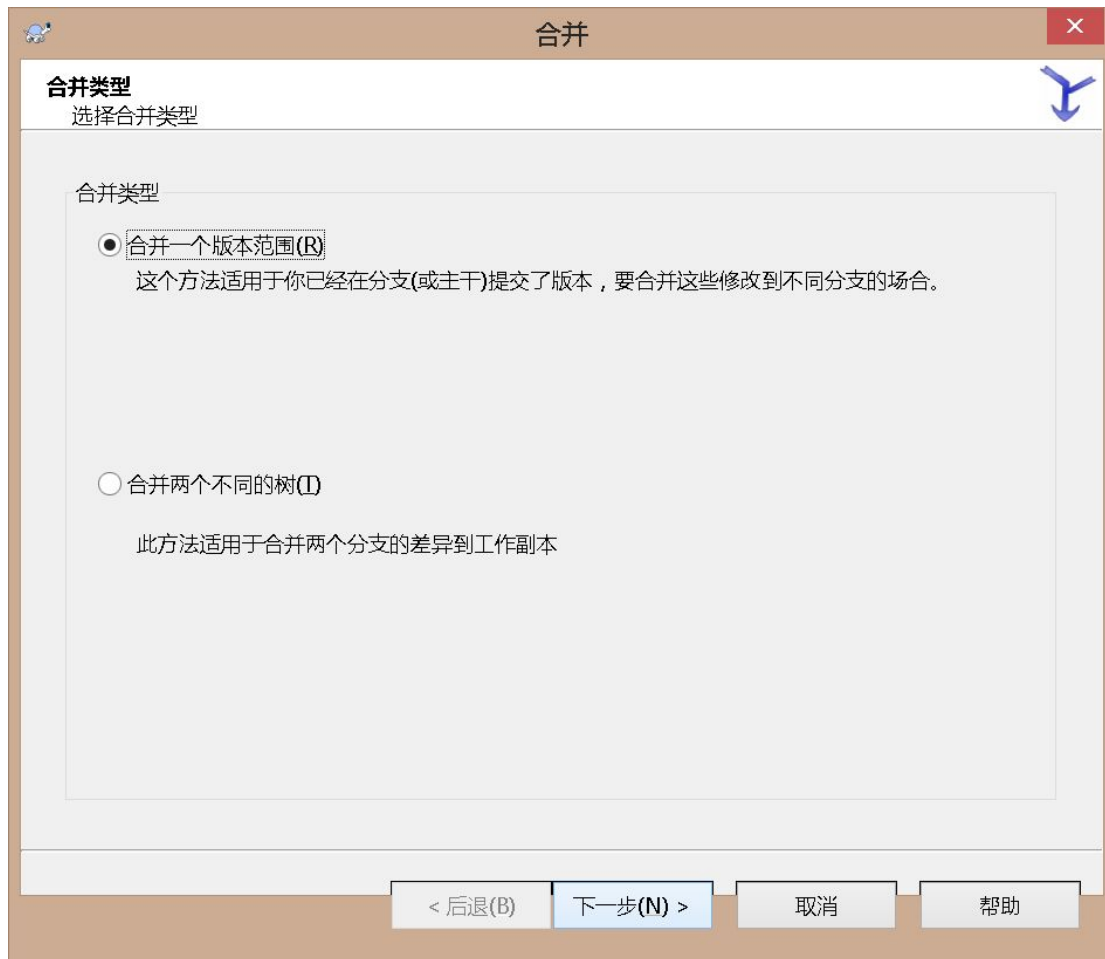 合并
合并类型
选择合并类型
合并类型
合并一个版本范围(R)
这个方法适用于你已经在分支(或主干)提交了版本，要合并这些修改到不同分支的场合。
合并两个不同的树(T)
此方法适用于合并两个分支的差异到工作副本
< 后退(B) 下一步(N) > 取消 帮助